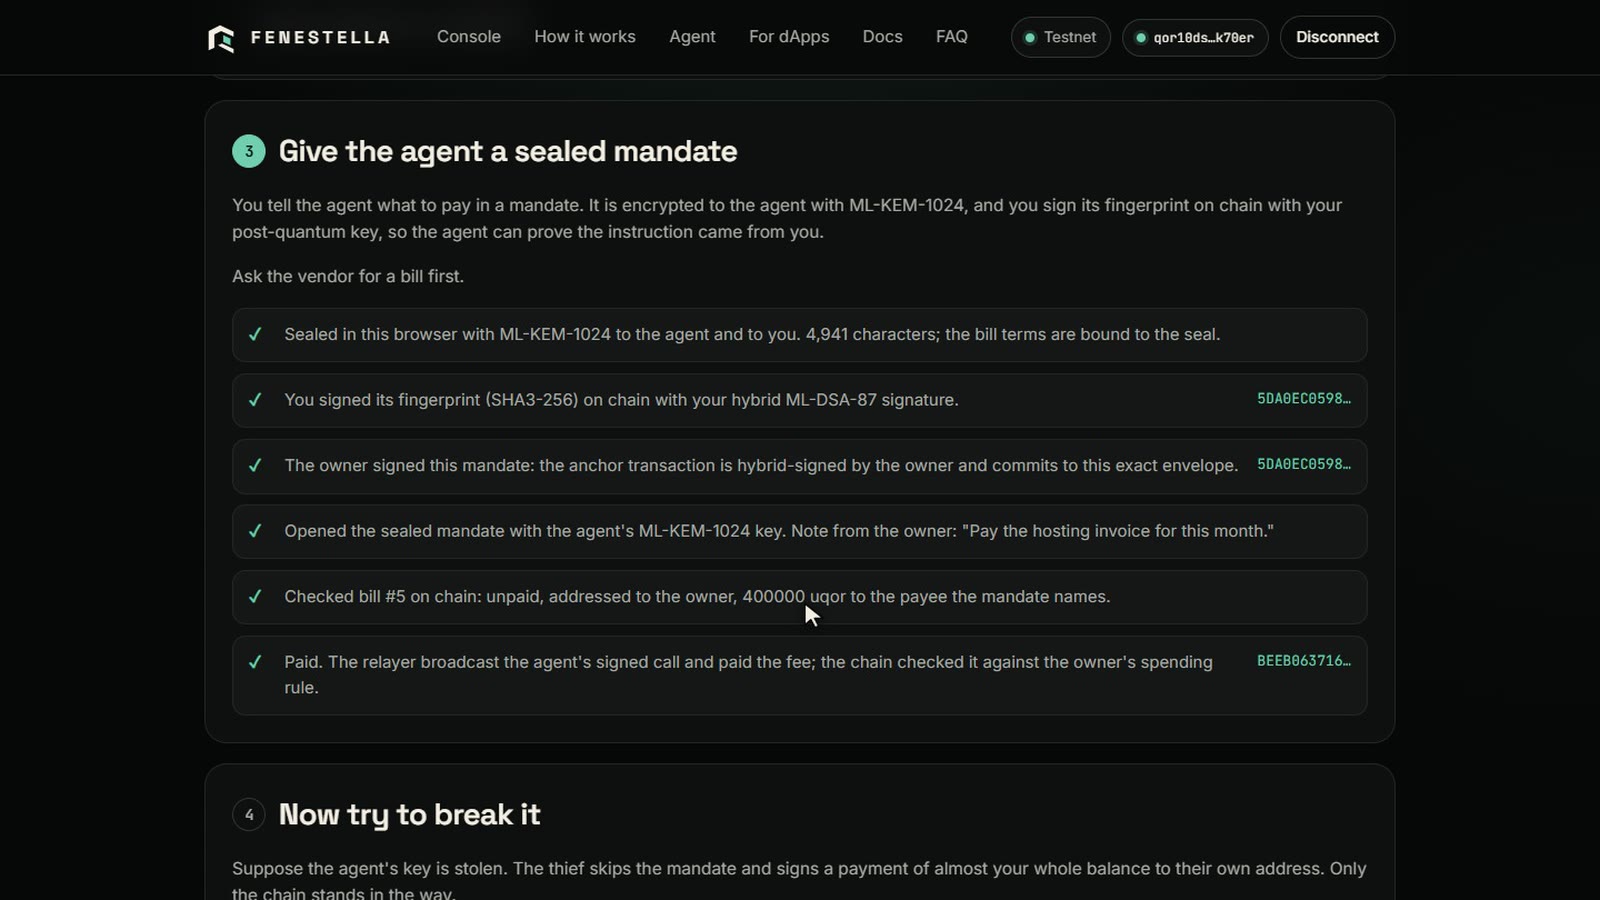 FENESTELLA
Console
How it works
Agent
For dApps
Docs
FAQ
Testnet
qor10ds…k70er
Disconnect
3
Give the agent a sealed mandate
You tell the agent what to pay in a mandate. It is encrypted to the agent with ML-KEM-1024, and you sign its fingerprint on chain with your
post-quantum key, so the agent can prove the instruction came from you.
Ask the vendor for a bill first.
✓ Sealed in this browser with ML-KEM-1024 to the agent and to you. 4,941 characters; the bill terms are bound to the seal.
✓ You signed its fingerprint (SHA3-256) on chain with your hybrid ML-DSA-87 signature. 5DA0EC0598…
✓ The owner signed this mandate: the anchor transaction is hybrid-signed by the owner and commits to this exact envelope. 5DA0EC0598…
✓ Opened the sealed mandate with the agent's ML-KEM-1024 key. Note from the owner: "Pay the hosting invoice for this month."
✓ Checked bill #5 on chain: unpaid, addressed to the owner, 400000 uqor to the payee the mandate names.
✓ Paid. The relayer broadcast the agent's signed call and paid the fee; the chain checked it against the owner's spending BEEB063716…
rule.
4
Now try to break it
Suppose the agent's key is stolen. The thief skips the mandate and signs a payment of almost your whole balance to their own address. Only
the chain stands in the way.